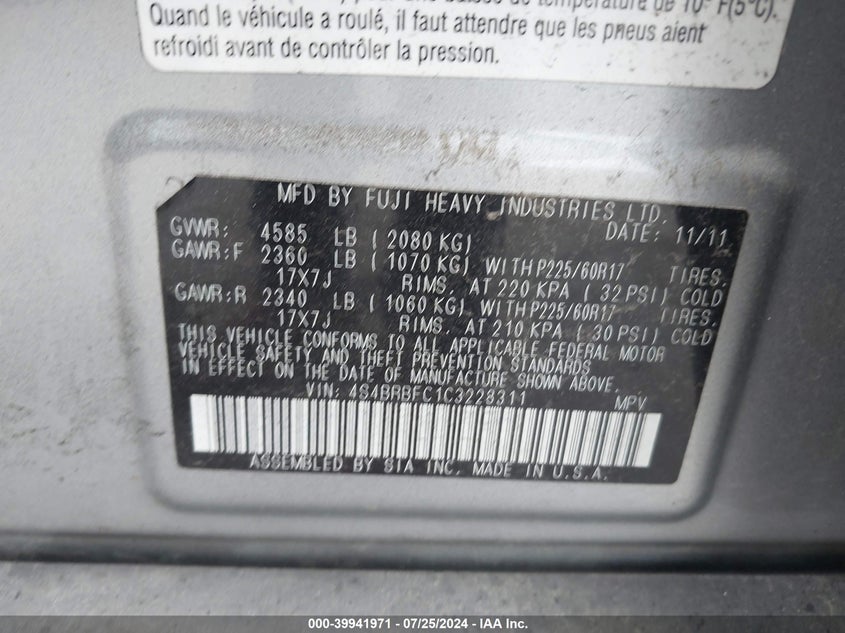 température de 10° F(5°C).
Quand le véhicule a roulé, il faut attendre que les pneus aient
refroidi avant de contrôler la pression.
MFD BY FUJI HEAVY INDUSTRIES LTD.
DATE: 11/11
GVWR: 4585 LB ( 2080 KG)
GAWR:F 2360 LB ( 1070 KG) WITH P225/60R17 TIRES.
17X7J RIMS. AT 220 KPA ( 32 PSI) COLD
GAWR:R 2340 LB ( 1060 KG) WITH P225/60R17 TIRES.
17X7J RIMS. AT 210 KPA ( 30 PSI) COLD
THIS VEHICLE CONFORMS TO ALL APPLICABLE FEDERAL MOTOR
VEHICLE SAFETY AND THEFT PREVENTION STANDARDS
IN EFFECT ON THE DATE OF MANUFACTURE SHOWN ABOVE.
VIN: 4S4BRBFC1C3228311 MPV
ASSEMBLED BY SIA INC. MADE IN U.S.A.
000-39941971 - 07/25/2024 - IAA Inc.